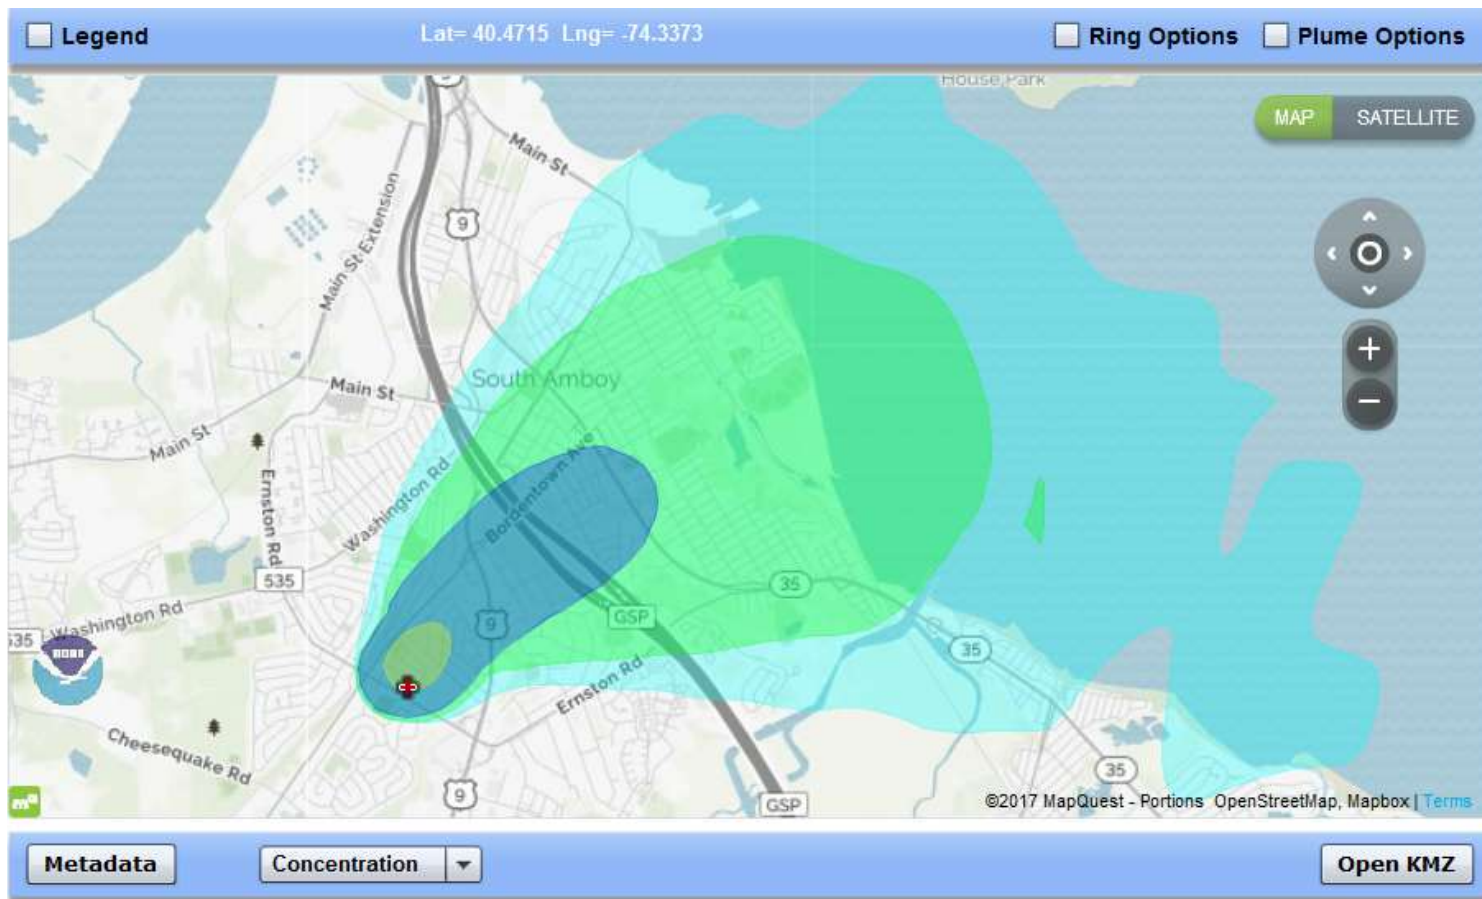 Legend
Lat= 40.4715 Lng= -74.3373
Ring Options
Plume Options
House Park
MAP
SATELLITE
Main St
9
Main St Extension
South Amboy
Main St
Main St
Bordentown Ave
Washington Rd
Ernston Rd
535
35
Washington Rd
535
GSP
9
35
NOAA
Ernston Rd
Cheesequake Rd
35
9
GSP
©2017 MapQuest - Portions OpenStreetMap, Mapbox | Terms
Metadata
Concentration
Open KMZ